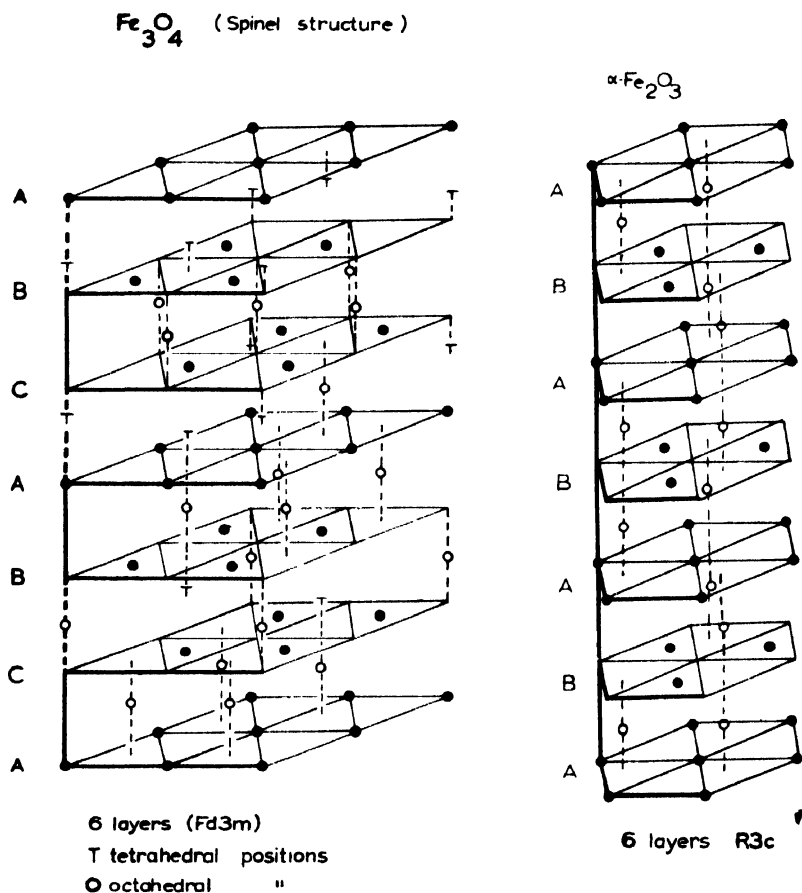 Fe3O4 (Spinel structure)
α-Fe2O3
A
B
C
A
B
C
A
A
B
A
B
A
B
A
6 layers (Fd3m)
T tetrahedral positions
O octahedral "
6 layers R3c